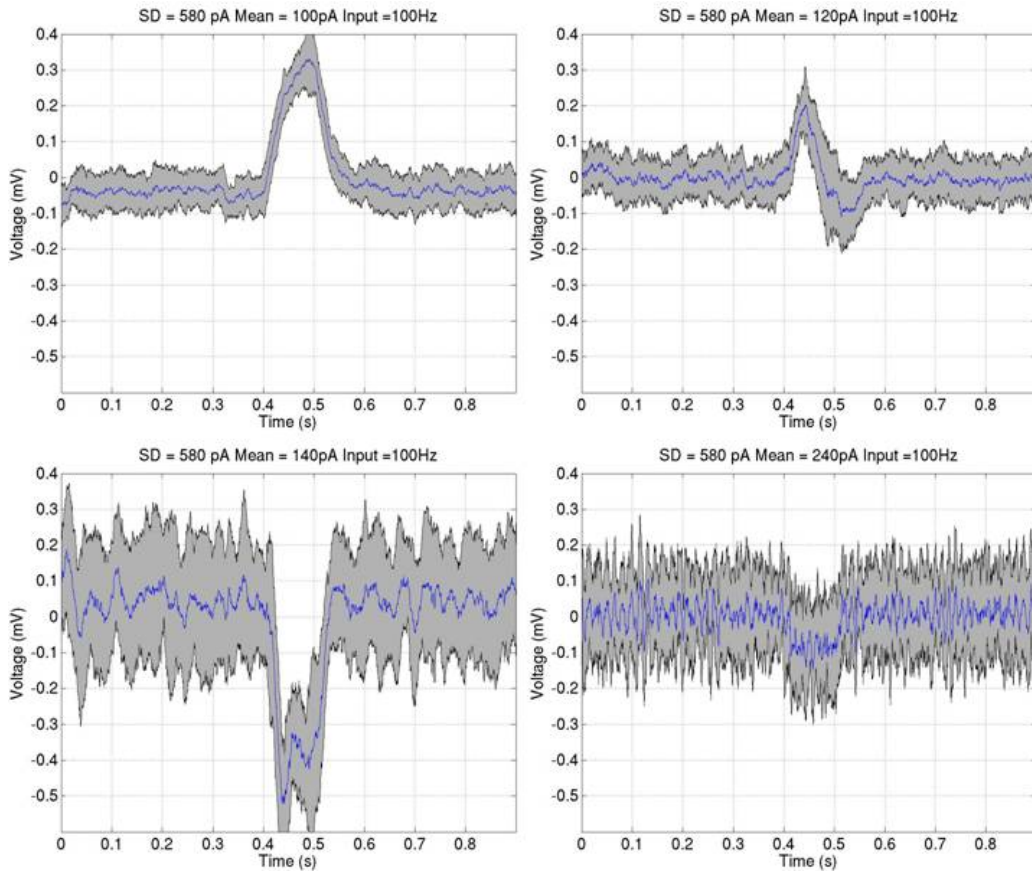 SD = 580 pA Mean = 100pA Input =100Hz
0.4
0.3
0.2
0.1
0
-0.1
-0.2
-0.3
-0.4
-0.5
Voltage (mV)
0 0.1 0.2 0.3 0.4 0.5 0.6 0.7 0.8
Time (s)
SD = 580 pA Mean = 120pA Input =100Hz
0.4
0.3
0.2
0.1
0
-0.1
-0.2
-0.3
-0.4
-0.5
Voltage (mV)
0 0.1 0.2 0.3 0.4 0.5 0.6 0.7 0.8
Time (s)
SD = 580 pA Mean = 140pA Input =100Hz
0.4
0.3
0.2
0.1
0
-0.1
-0.2
-0.3
-0.4
-0.5
Voltage (mV)
0 0.1 0.2 0.3 0.4 0.5 0.6 0.7 0.8
Time (s)
SD = 580 pA Mean = 240pA Input =100Hz
0.4
0.3
0.2
0.1
0
-0.1
-0.2
-0.3
-0.4
-0.5
Voltage (mV)
0 0.1 0.2 0.3 0.4 0.5 0.6 0.7 0.8
Time (s)